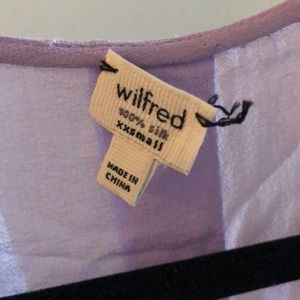 wilfred
100% silk
xxsmall
MADE IN
CHINA